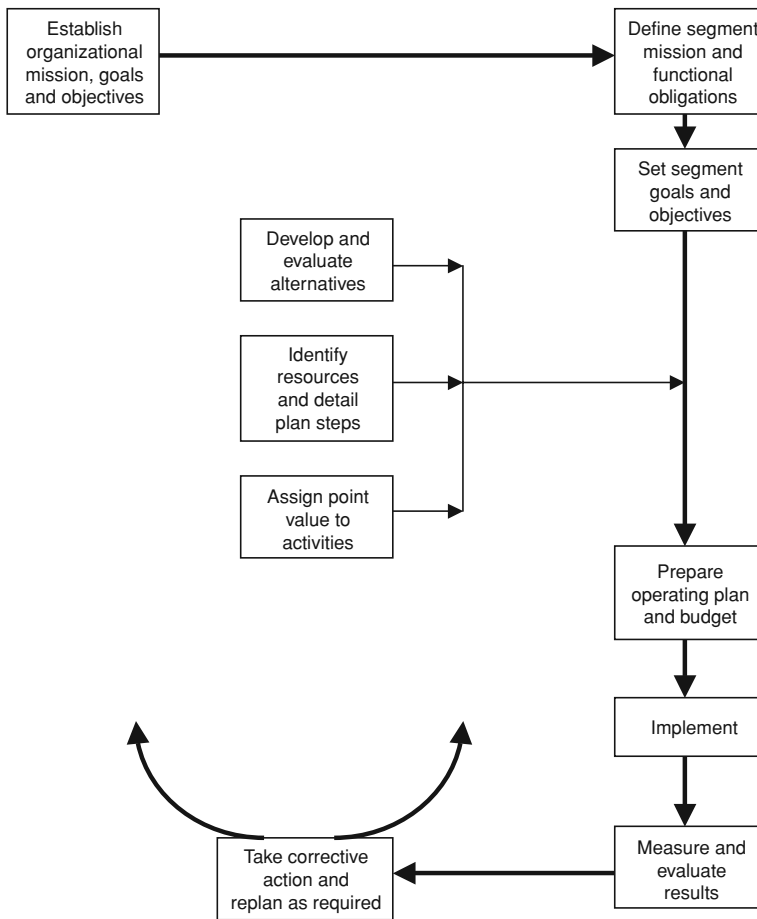 Establish
organizational
mission, goals
and objectives
Define segment
mission and
functional
obligations
Set segment
goals and
objectives
Develop and
evaluate
alternatives
Identify
resources
and detail
plan steps
Assign point
value to
activities
Prepare
operating plan
and budget
Implement
Measure and
evaluate
results
Take corrective
action and
replan as required